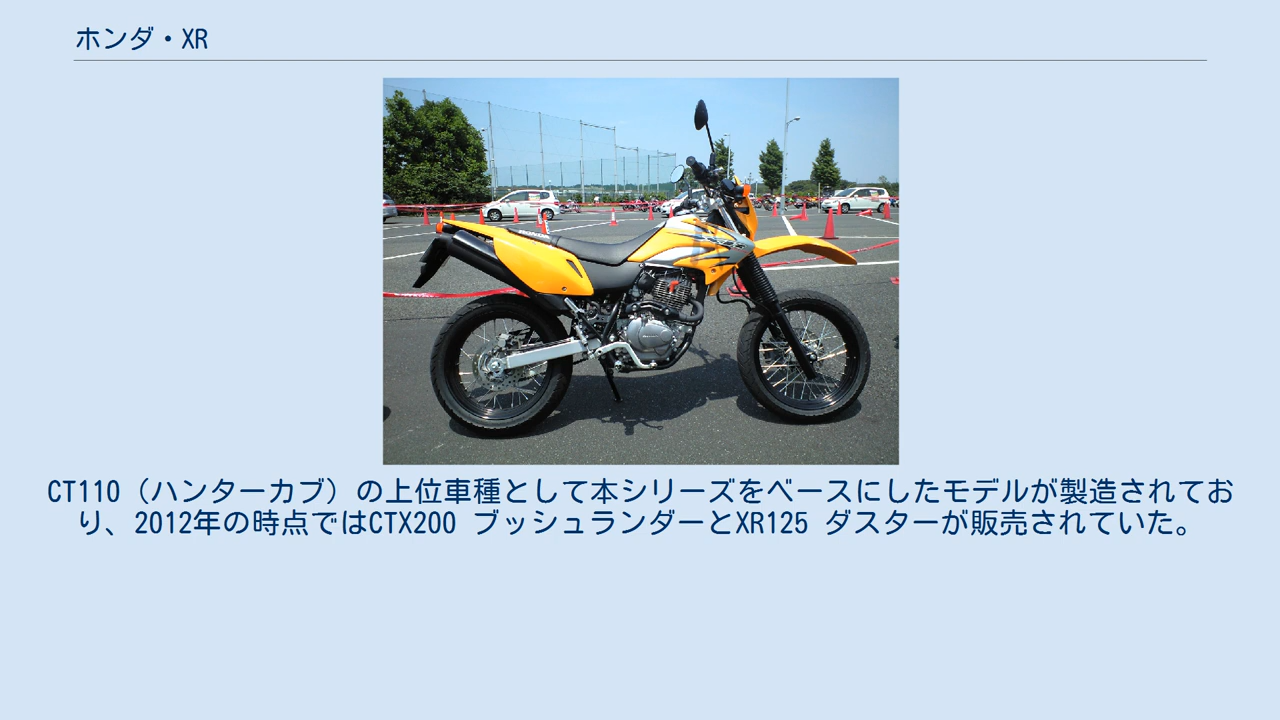 ホンダ・XR
CT110（ハンターカブ）の上位車種として本シリーズをベースにしたモデルが製造されてお
り、2012年の時点ではCTX200 ブッシュランダーとXR125 ダスターが販売されていた。